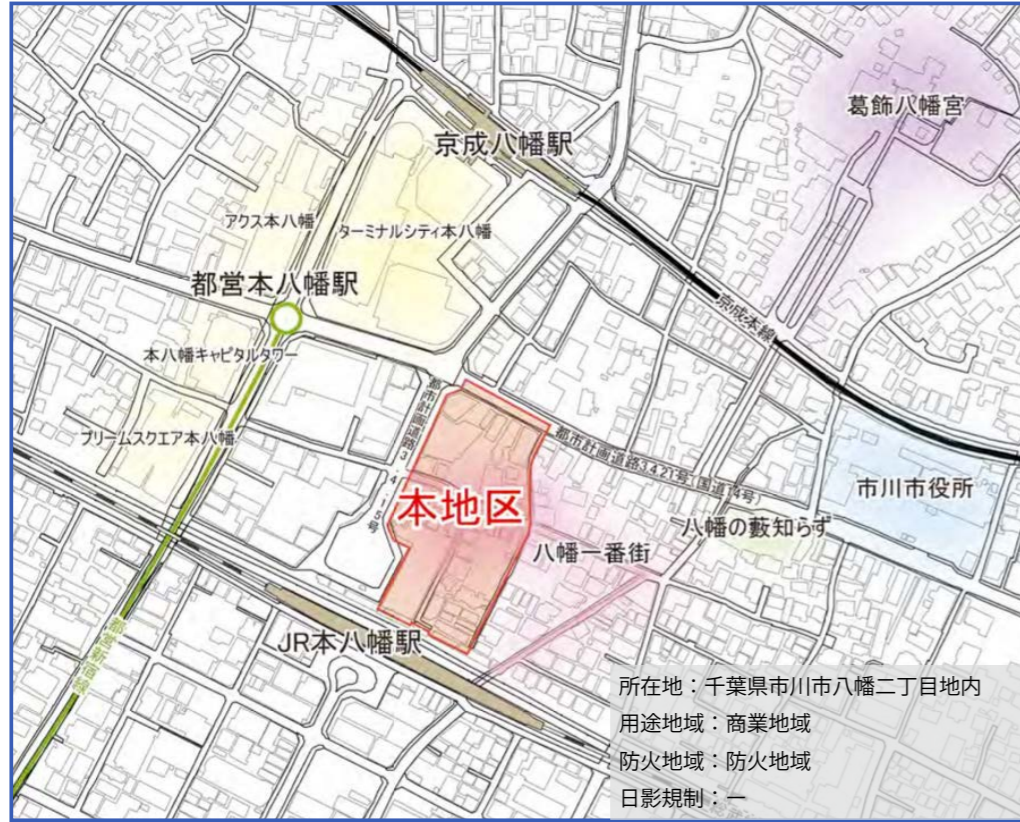 葛飾八幡宮
京成八幡駅
アクス本八幡
ターミナルシティ本八幡
都営本八幡駅
京成本線
本八幡キャピタルタワー
都市計画道路3・4・15号
都市計画道路3.4.21号(国道14号)
プリームスクエア本八幡
市川市役所
本地区
八幡の藪知らず
八幡一番街
JR本八幡駅
都営新宿線
所在地：千葉県市川市八幡二丁目地内
用途地域：商業地域
防火地域：防火地域
日影規制：－